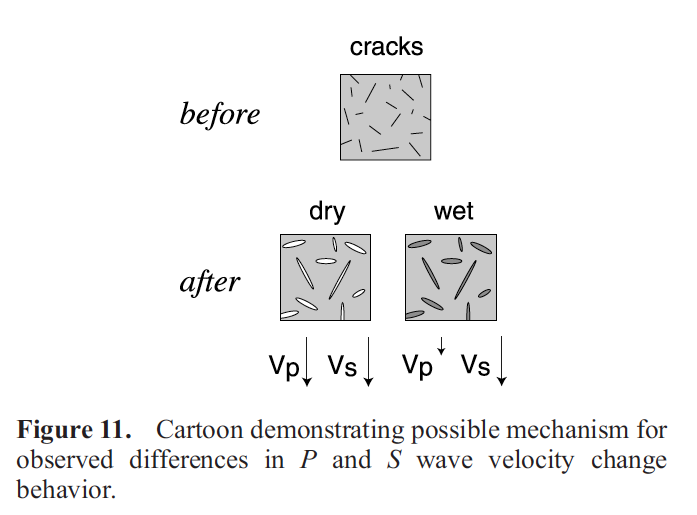 cracks
before
dry wet
after
Vp Vs Vp Vs
Figure 11. Cartoon demonstrating possible mechanism for
observed differences in P and S wave velocity change
behavior.